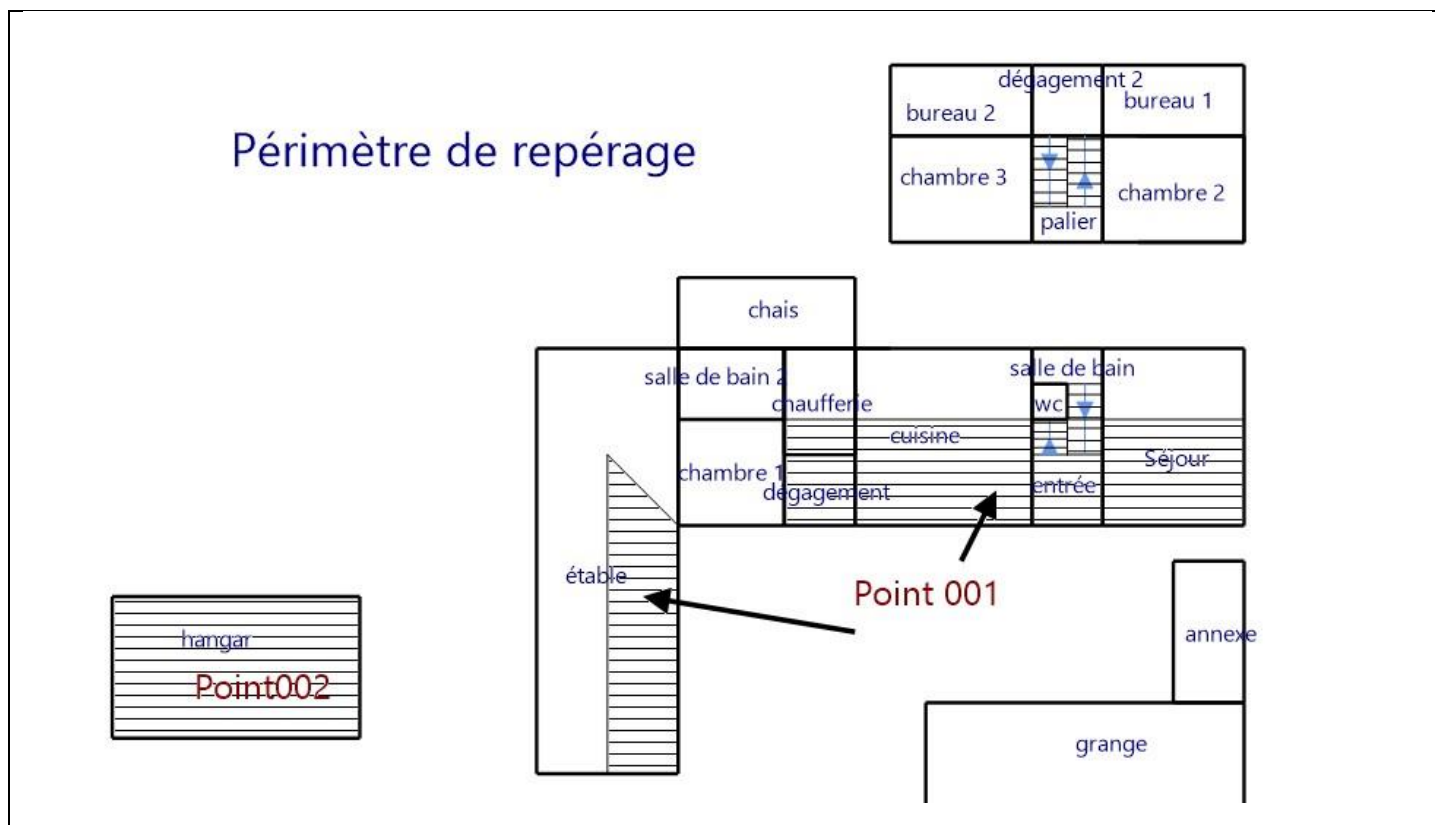 dégagement 2
bureau 2
bureau 1
Périmètre de repérage
chambre 3
chambre 2
palier
chais
salle de bain 2
salle de bain
chaufferie
wc
cuisine
chambre 1
dégagement
entrée
Séjour
étable
Point 001
hangar
annexe
Point002
grange